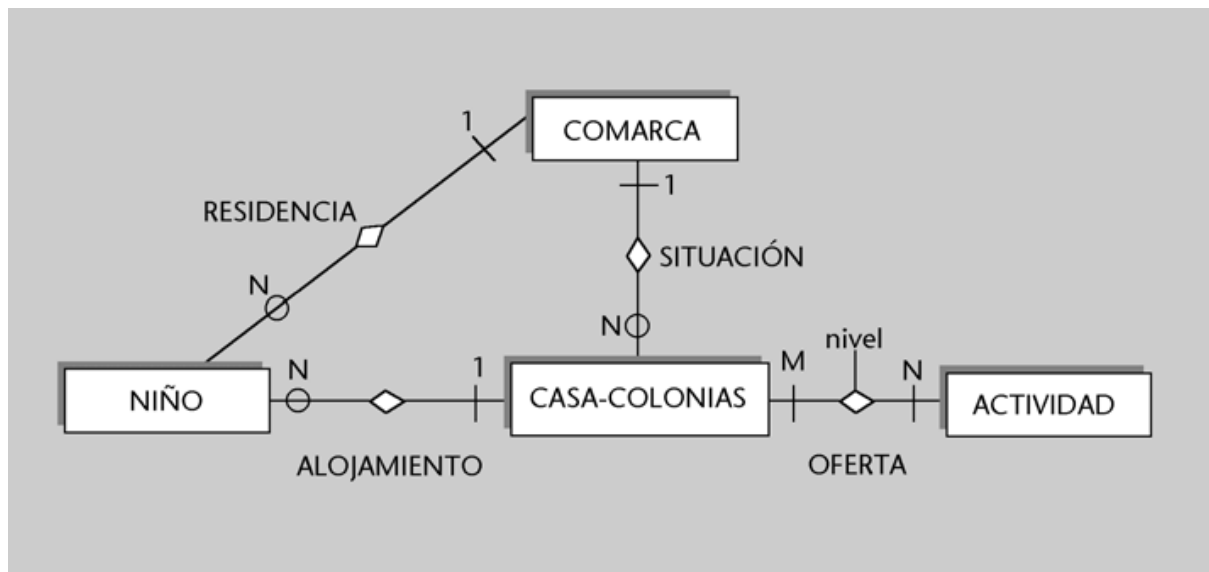 COMARCA
1
1
RESIDENCIA
SITUACIÓN
N
N
nivel
NIÑO
N
1
CASA-COLONIAS
M
N
ACTIVIDAD
ALOJAMIENTO
OFERTA